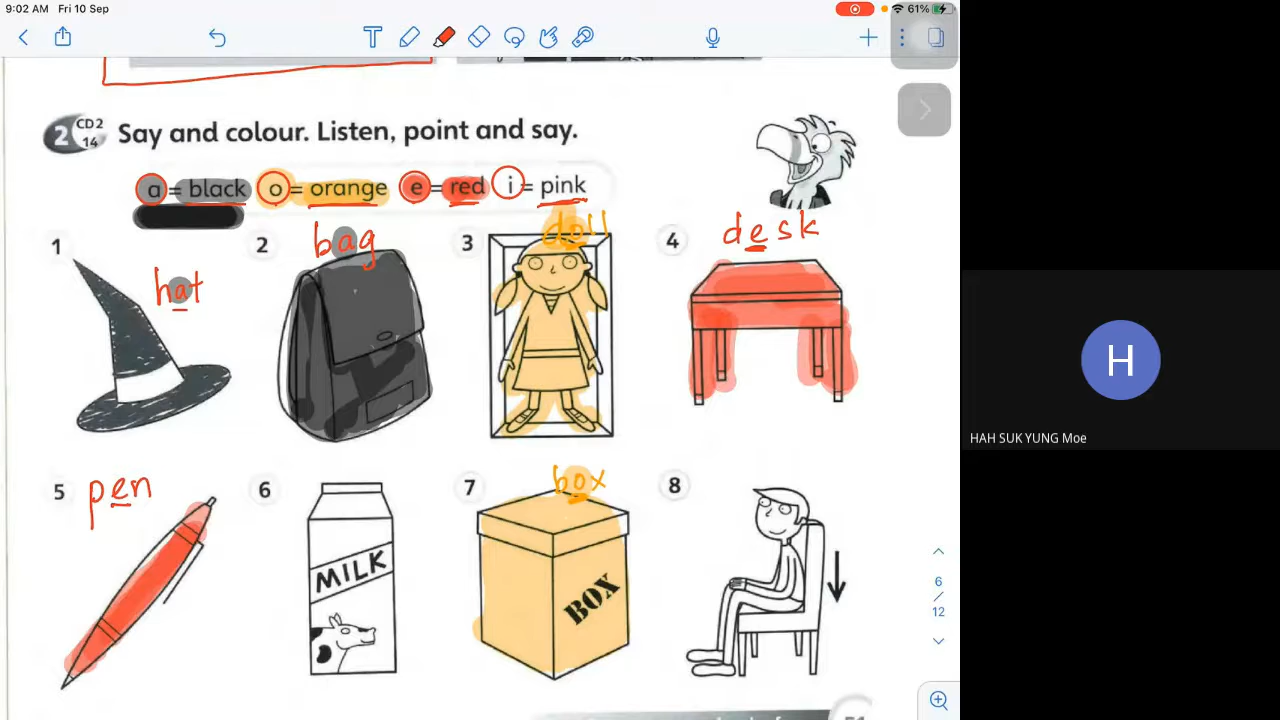 9:02 AM Fri 10 Sep
61%
2 CD2 14 Say and colour. Listen, point and say.
a = black o = orange e = red i = pink
1 hat
2 bag
3 doll
4 desk
5 pen
6 MILK
7 box
BOX
8
6
/
12
H
HAH SUK YUNG Moe